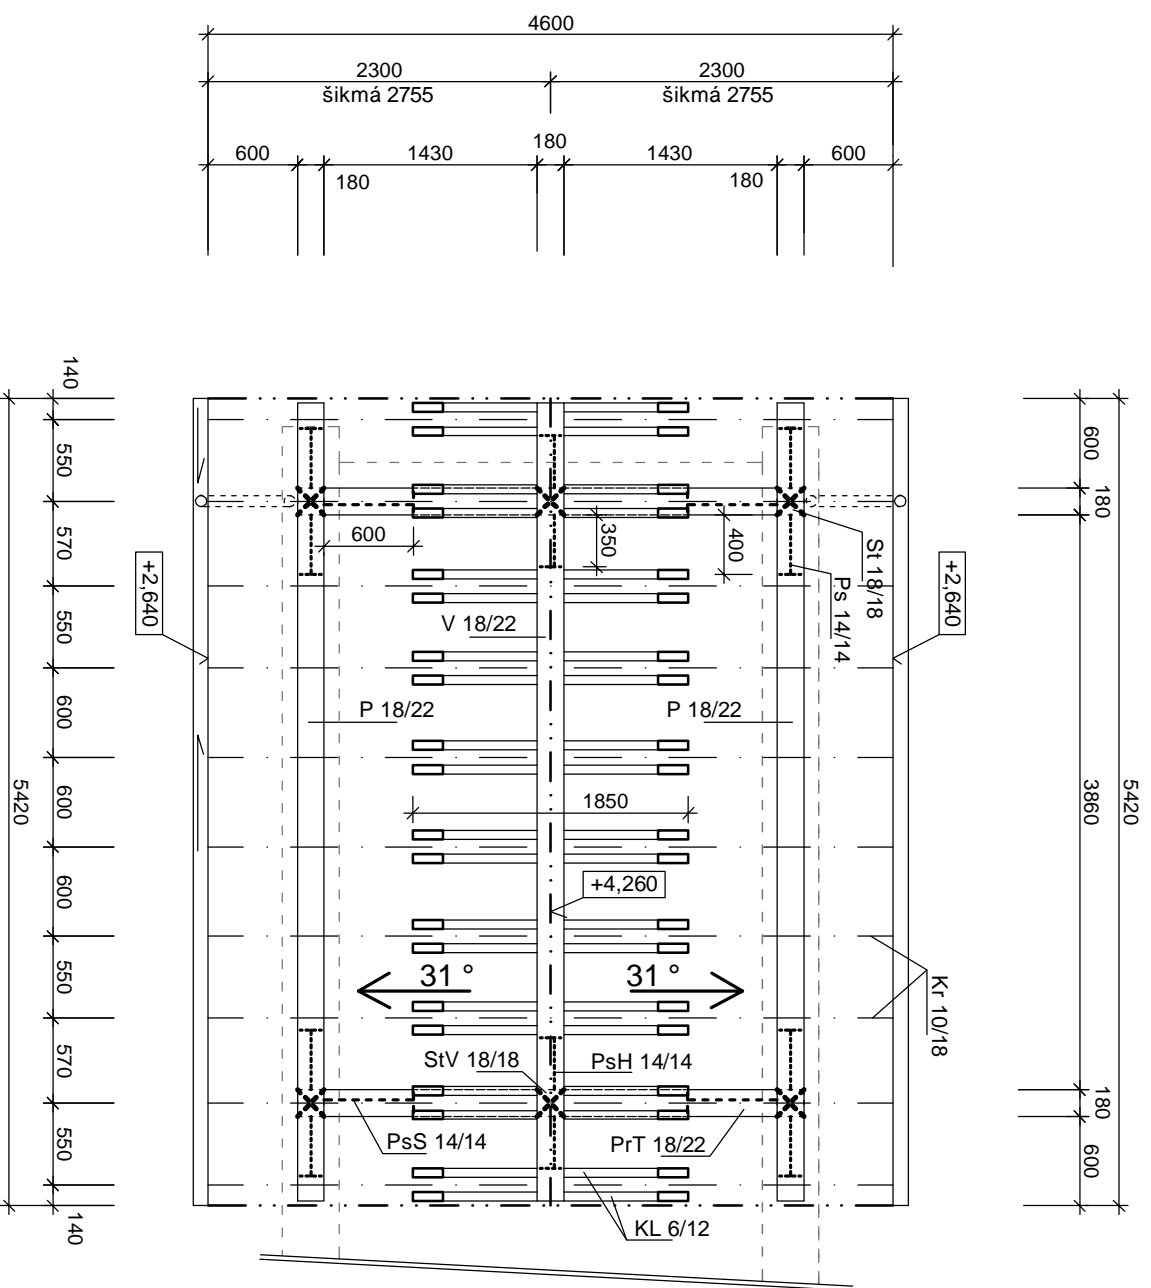 4600
2300
2300
šikmá 2755
šikmá 2755
600
1430
180
1430
600
180
180
140
550
570
550
600
600
600
550
570
550
140
5420
600
180
3860
180
600
5420
+2,640
+2,640
600
350
400
St 18/18
Ps 14/14
V 18/22
P 18/22
P 18/22
1850
+4,260
31 °
31 °
Kr 10/18
StV 18/18
PsH 14/14
PsS 14/14
PrT 18/22
KL 6/12